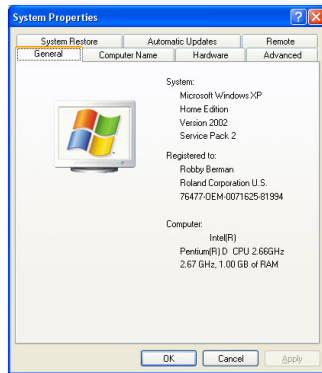 System Properties
System Restore Automatic Updates Remote
General Computer Name Hardware Advanced
System:
Microsoft Windows XP
Home Edition
Version 2002
Service Pack 2
Registered to:
Robby Berman
Roland Corporation U.S.
76477-OEM-0071625-81994
Computer:
Intel(R)
Pentium(R) D CPU 2.66GHz
2.67 GHz, 1.00 GB of RAM
OK Cancel Apply